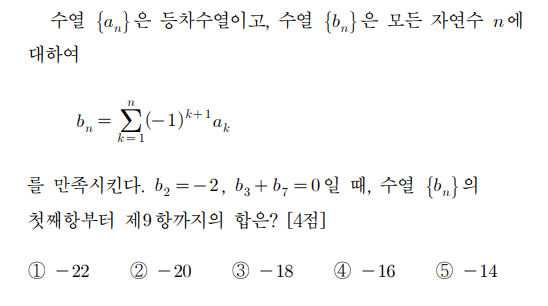 수열 {aₙ}은 등차수열이고, 수열 {bₙ}은 모든 자연수 n에
대하여
bₙ = ∑_{k=1}^{n} (−1)^{k+1} aₖ
를 만족시킨다. b₂ = −2, b₃ + b₇ = 0일 때, 수열 {bₙ}의
첫째항부터 제9항까지의 합은? [4점]
① −22 ② −20 ③ −18 ④ −16 ⑤ −14